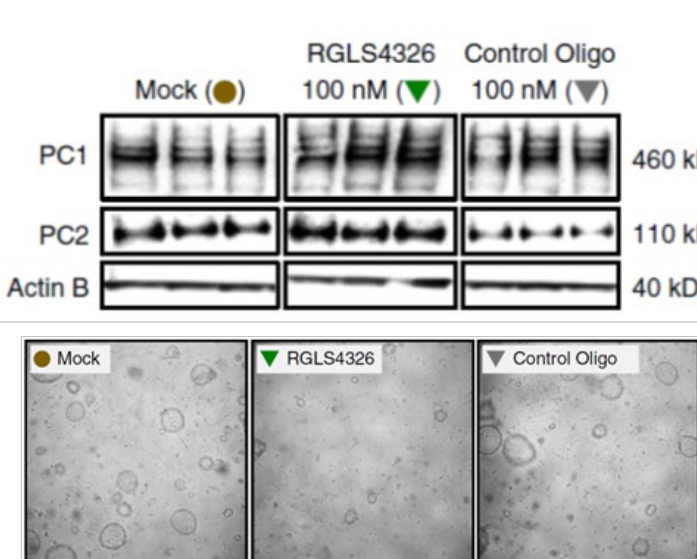 RGLS4326 Control Oligo
Mock (●) 100 nM (▼) 100 nM (▼)
PC1 460 k
PC2 110 k
Actin B 40 kD
Mock RGLS4326 Control Oligo